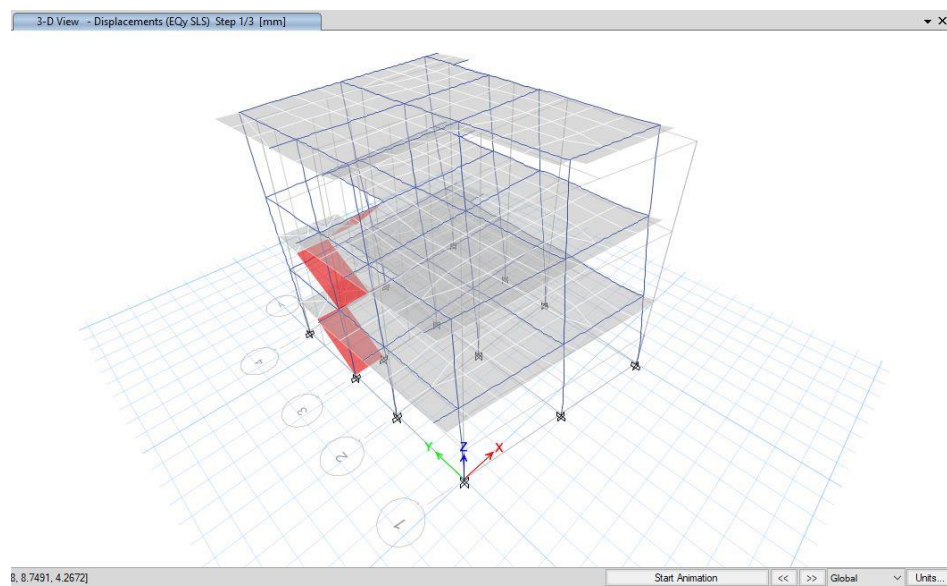 3-D View - Displacements (EQy SLS) Step 1/3 [mm]
4
3
2
Y
Z
X
1
8, 8.7491, 4.2672]
Start Animation
<<
>>
Global
Units...